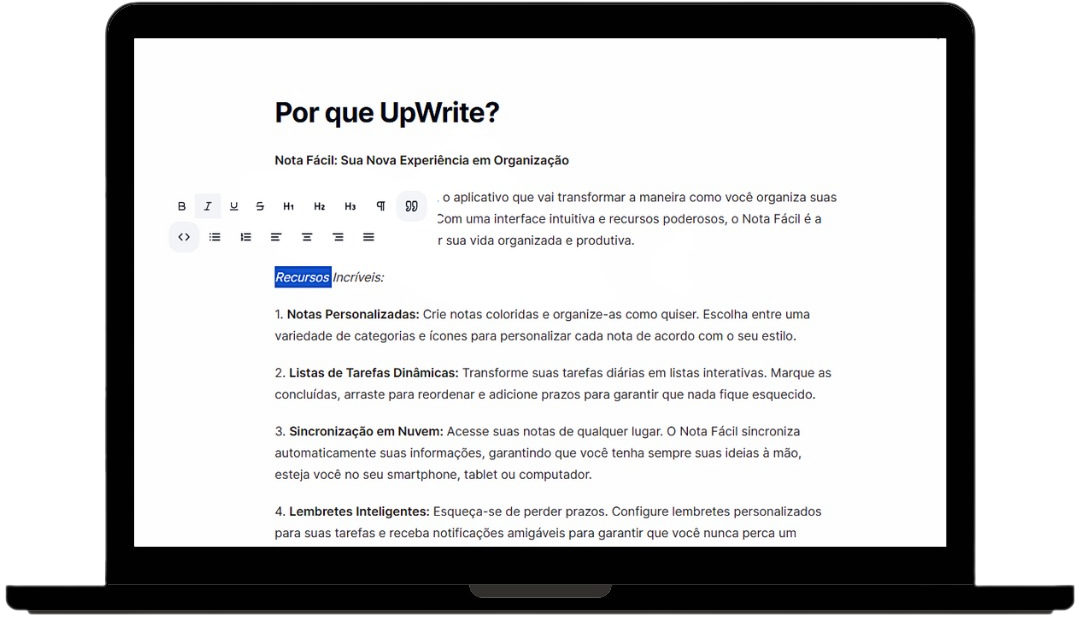 Por que UpWrite?
Nota Fácil: Sua Nova Experiência em Organização
o aplicativo que vai transformar a maneira como você organiza suas
Com uma interface intuitiva e recursos poderosos, o Nota Fácil é a
r sua vida organizada e produtiva.
B I U S H1 H2 H3
Recursos Incríveis:
1. Notas Personalizadas: Crie notas coloridas e organize-as como quiser. Escolha entre uma
variedade de categorias e ícones para personalizar cada nota de acordo com o seu estilo.
2. Listas de Tarefas Dinâmicas: Transforme suas tarefas diárias em listas interativas. Marque as
concluídas, arraste para reordenar e adicione prazos para garantir que nada fique esquecido.
3. Sincronização em Nuvem: Acesse suas notas de qualquer lugar. O Nota Fácil sincroniza
automaticamente suas informações, garantindo que você tenha sempre suas ideias à mão,
esteja você no seu smartphone, tablet ou computador.
4. Lembretes Inteligentes: Esqueça-se de perder prazos. Configure lembretes personalizados
para suas tarefas e receba notificações amigáveis para garantir que você nunca perca um